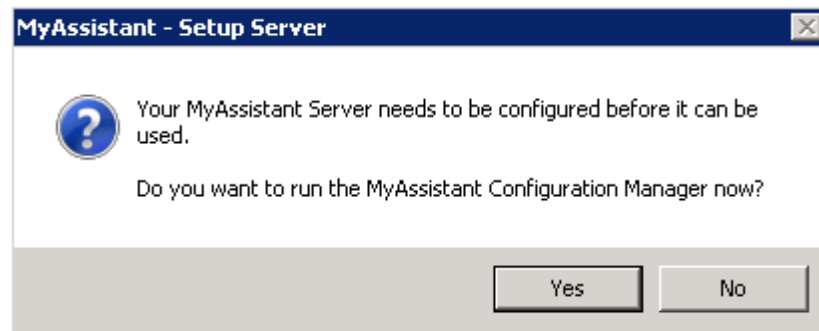 MyAssistant - Setup Server
Your MyAssistant Server needs to be configured before it can be
used.
Do you want to run the MyAssistant Configuration Manager now?
Yes
No